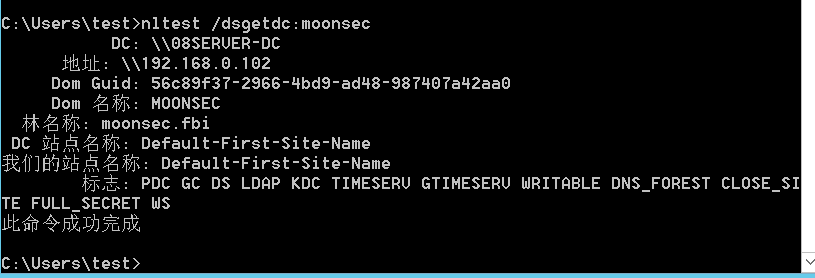 C:\Users\test>nltest /dsgetdc:moonsec
DC: \\08SERVER-DC
地址: \\192.168.0.102
Dom Guid: 56c89f37-2966-4bd9-ad48-987407a42aa0
Dom 名称: MOONSEC
林名称: moonsec.fbi
DC 站点名称: Default-First-Site-Name
我们的站点名称: Default-First-Site-Name
标志: PDC GC DS LDAP KDC TIMESERV GTIMESERV WRITABLE DNS_FOREST CLOSE_SI
TE FULL_SECRET WS
此命令成功完成
C:\Users\test>